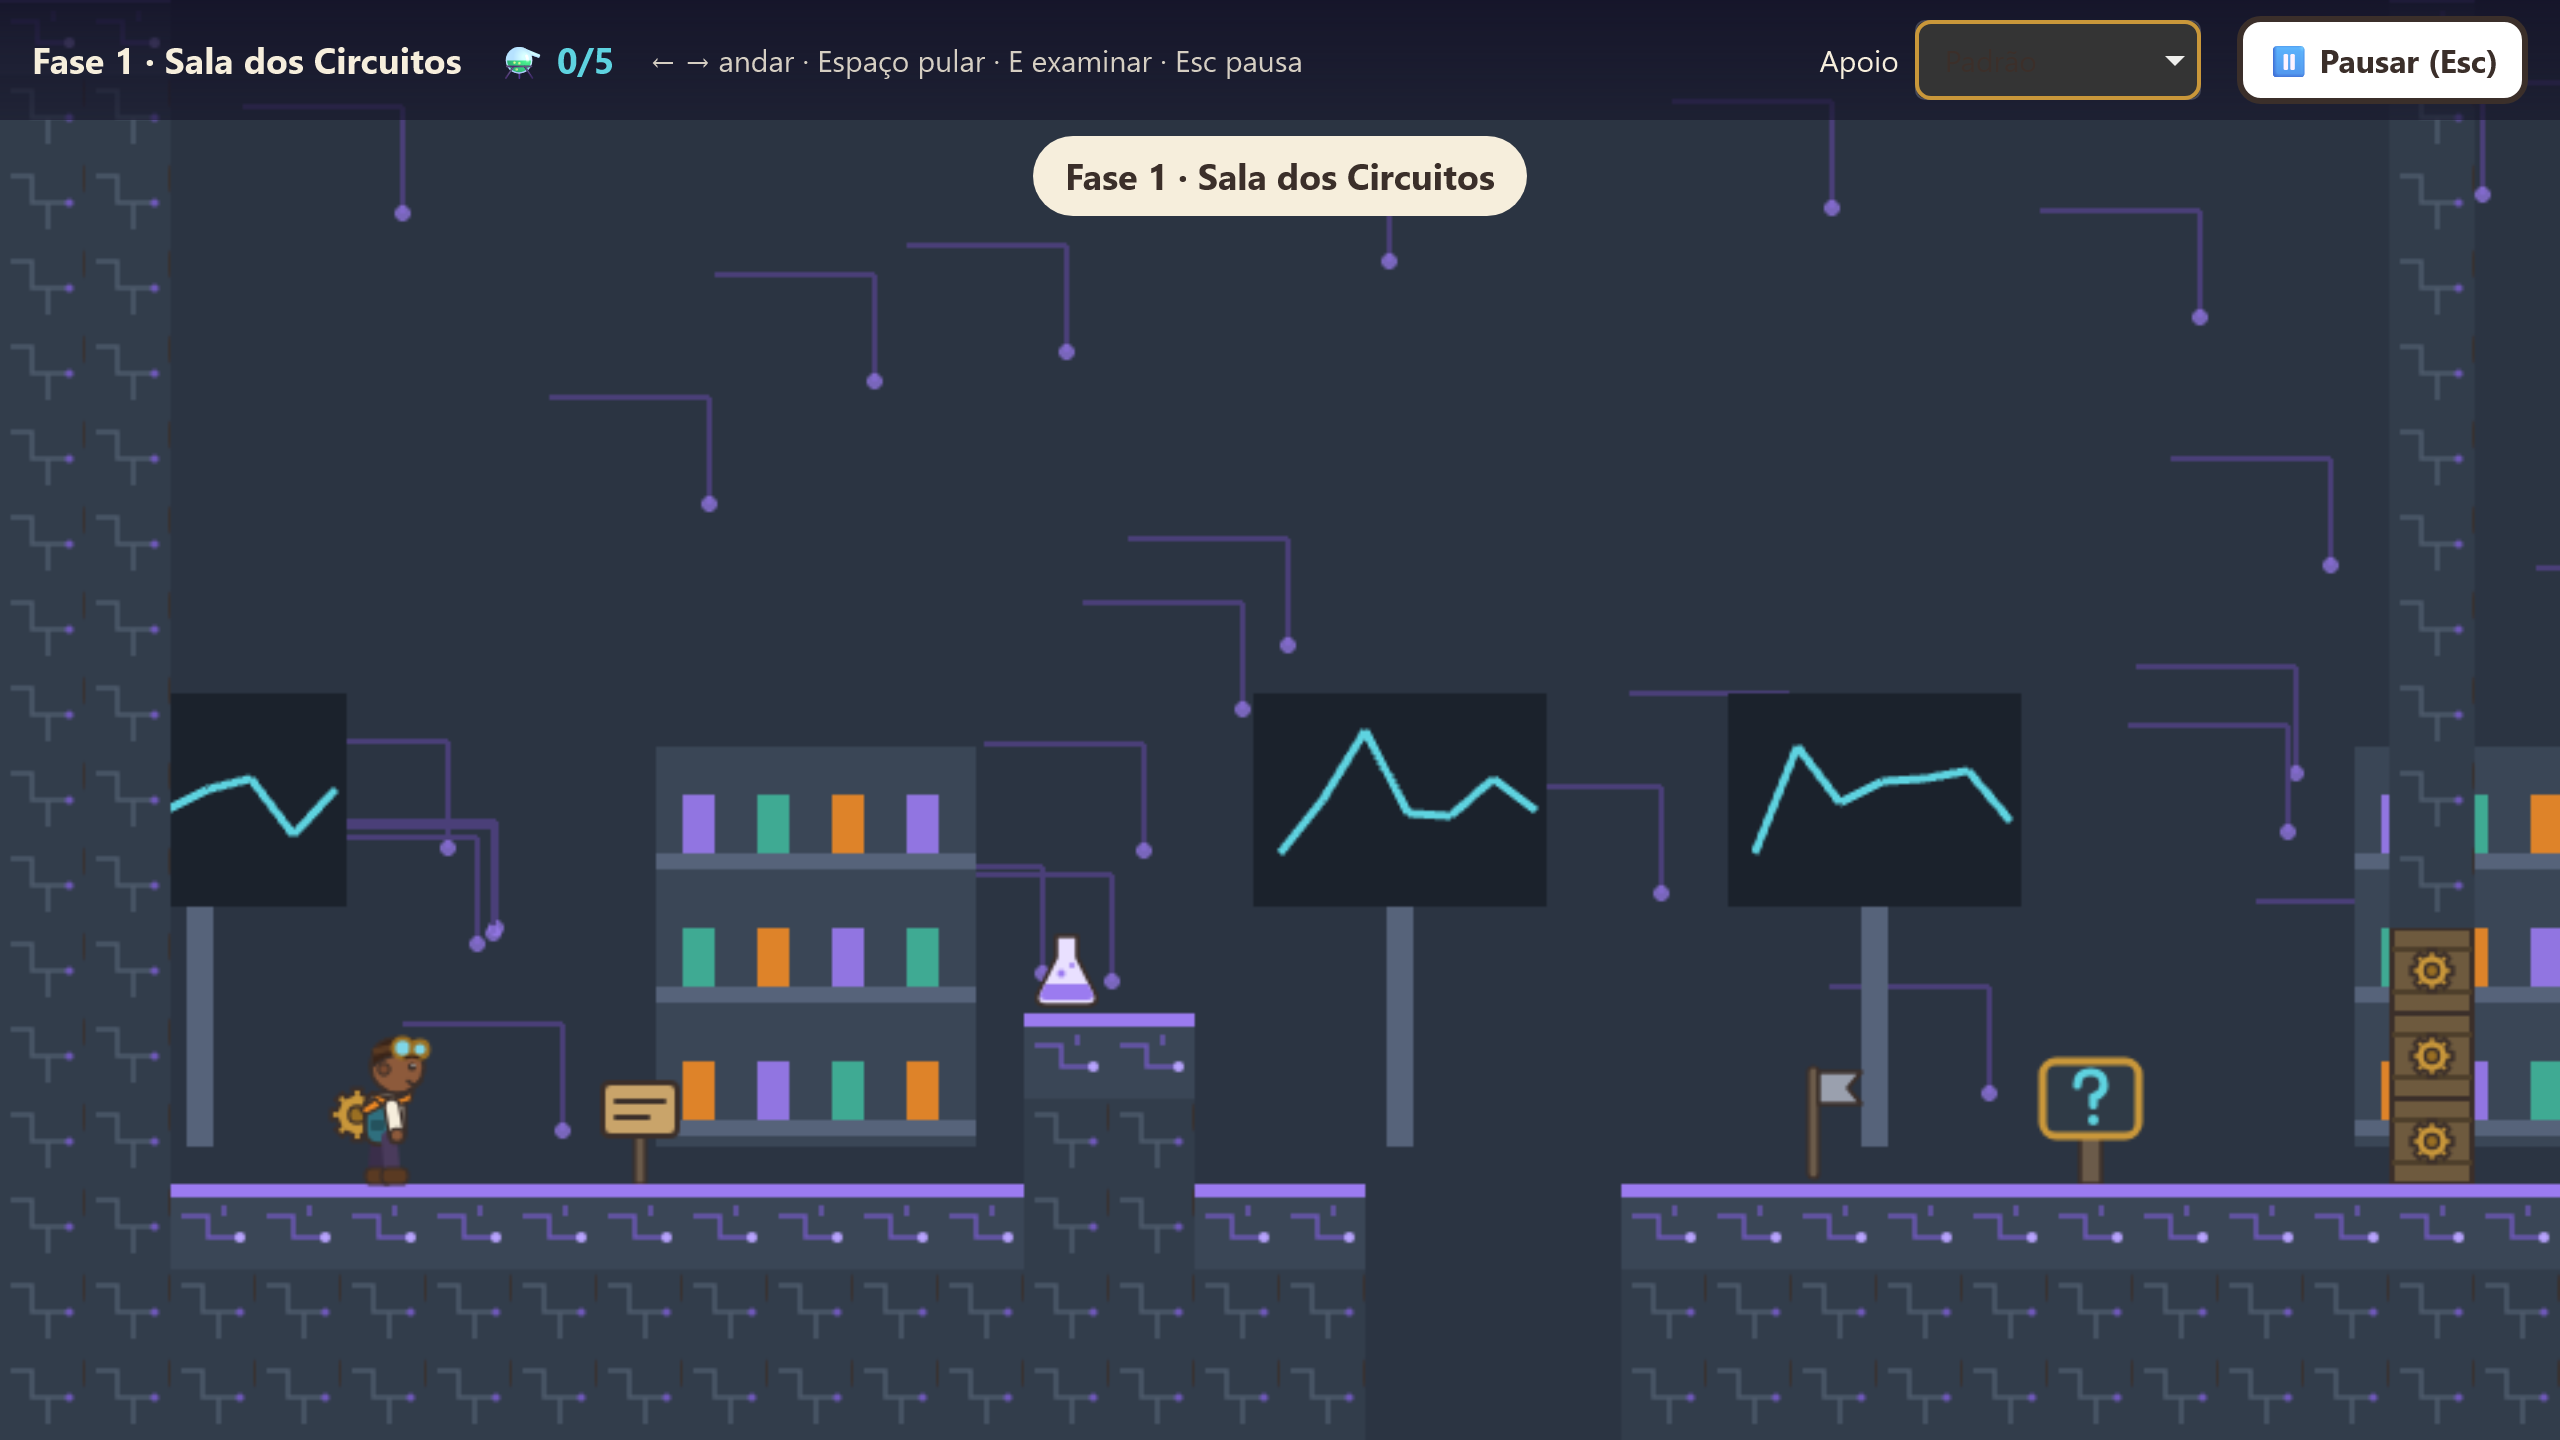 Fase 1 · Sala dos Circuitos
0/5
← → andar · Espaço pular · E examinar · Esc pausa
Apoio
Pausar (Esc)
Fase 1 · Sala dos Circuitos
?